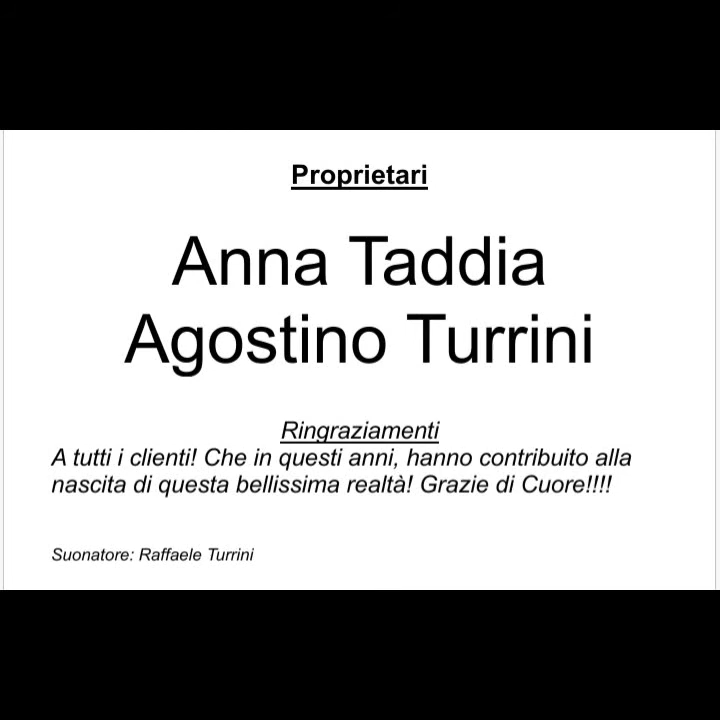 Proprietari
Anna Taddia
Agostino Turrini
Ringraziamenti
A tutti i clienti! Che in questi anni, hanno contribuito alla
nascita di questa bellissima realtà! Grazie di Cuore!!!!
Suonatore: Raffaele Turrini